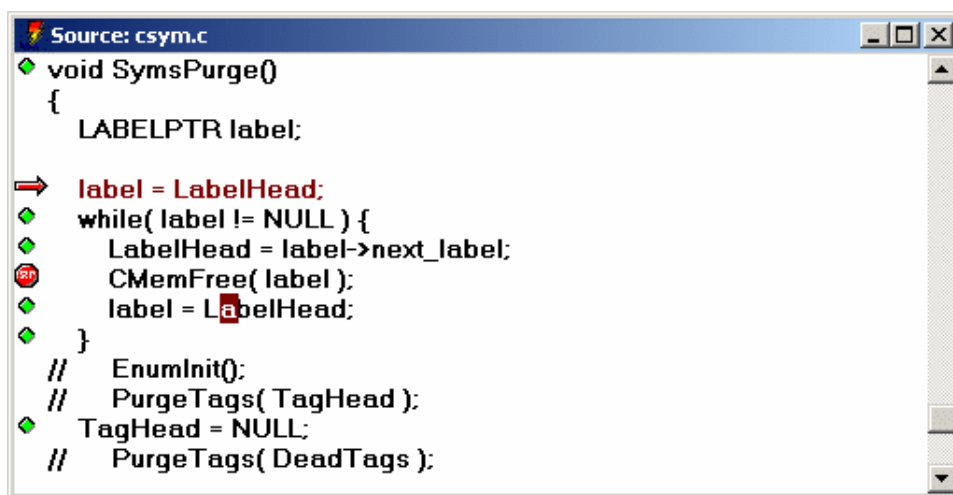 Source: csym.c
void SymsPurge()
{
LABELPTR label;
label = LabelHead;
while( label != NULL ) {
LabelHead = label->next_label;
CMemFree( label );
label = LabelHead;
}
// EnumInit();
// PurgeTags( TagHead );
TagHead = NULL;
// PurgeTags( DeadTags );